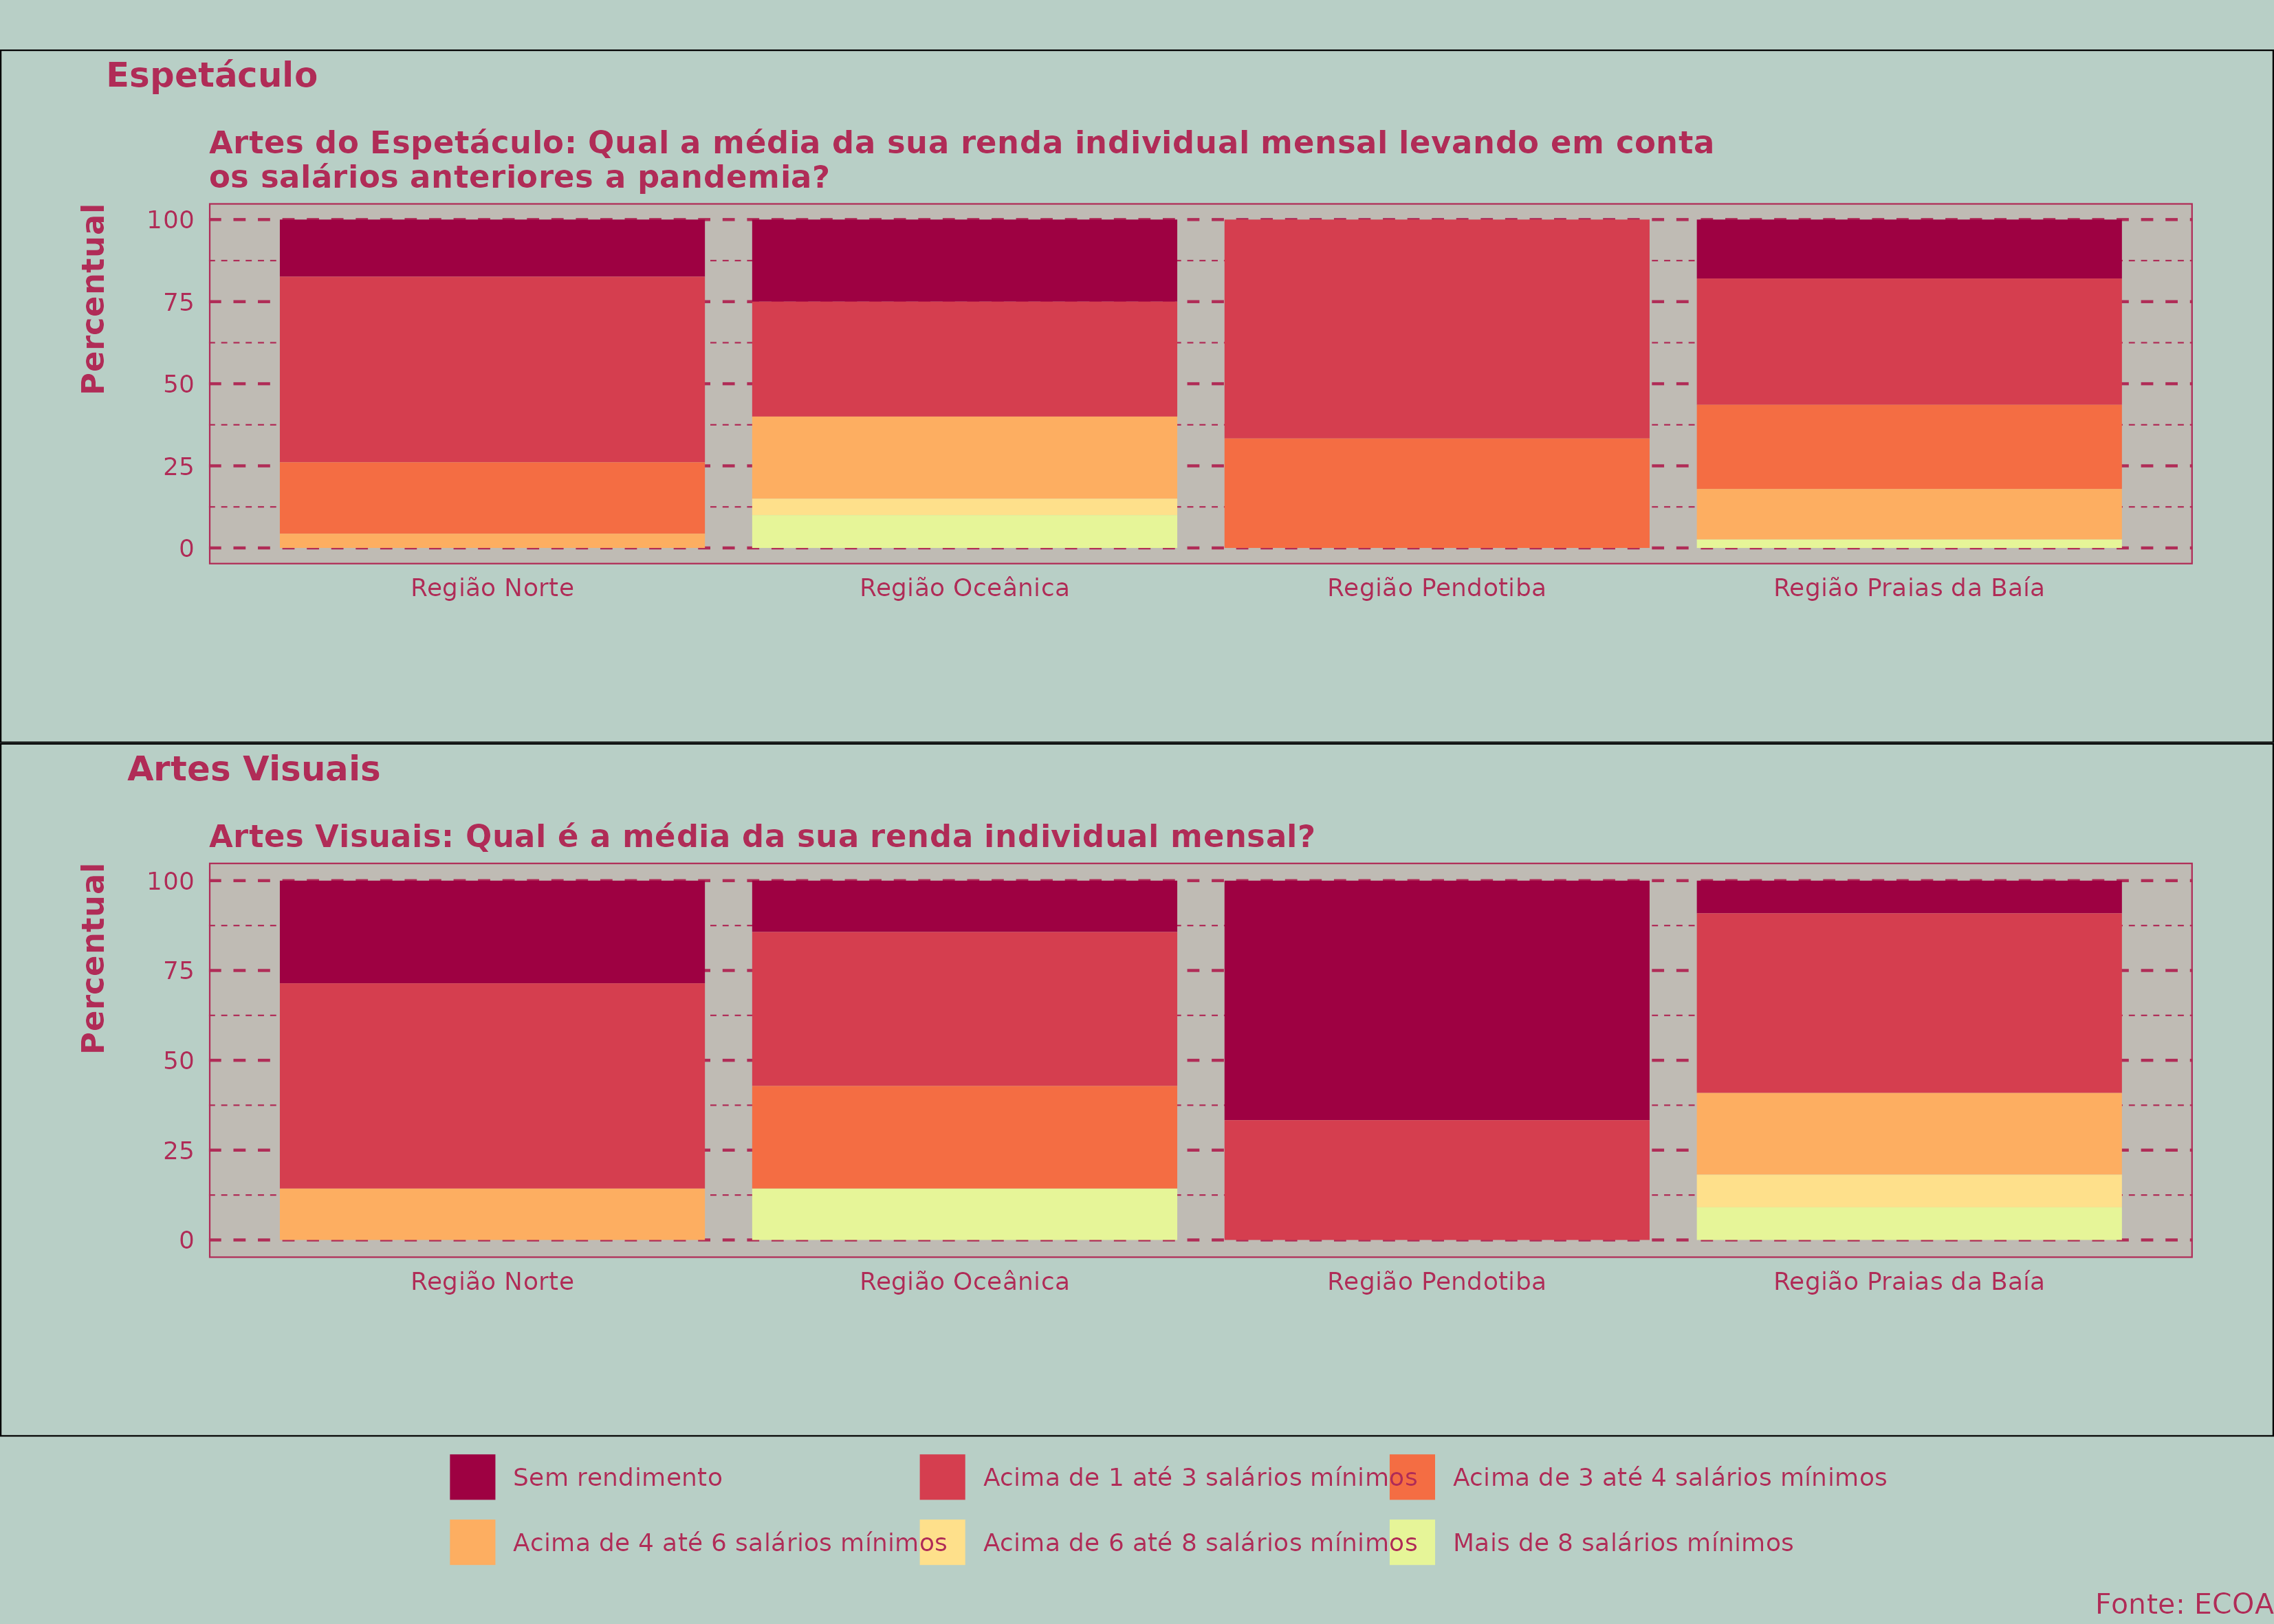 Espetáculo
Artes do Espetáculo: Qual a média da sua renda individual mensal levando em conta
os salários anteriores a pandemia?
Percentual
100
75
50
25
0
Região Norte
Região Oceânica
Região Pendotiba
Região Praias da Baía
Artes Visuais
Artes Visuais: Qual é a média da sua renda individual mensal?
Percentual
100
75
50
25
0
Região Norte
Região Oceânica
Região Pendotiba
Região Praias da Baía
Sem rendimento
Acima de 1 até 3 salários mínimos
Acima de 3 até 4 salários mínimos
Acima de 4 até 6 salários mínimos
Acima de 6 até 8 salários mínimos
Mais de 8 salários mínimos
Fonte: ECOA